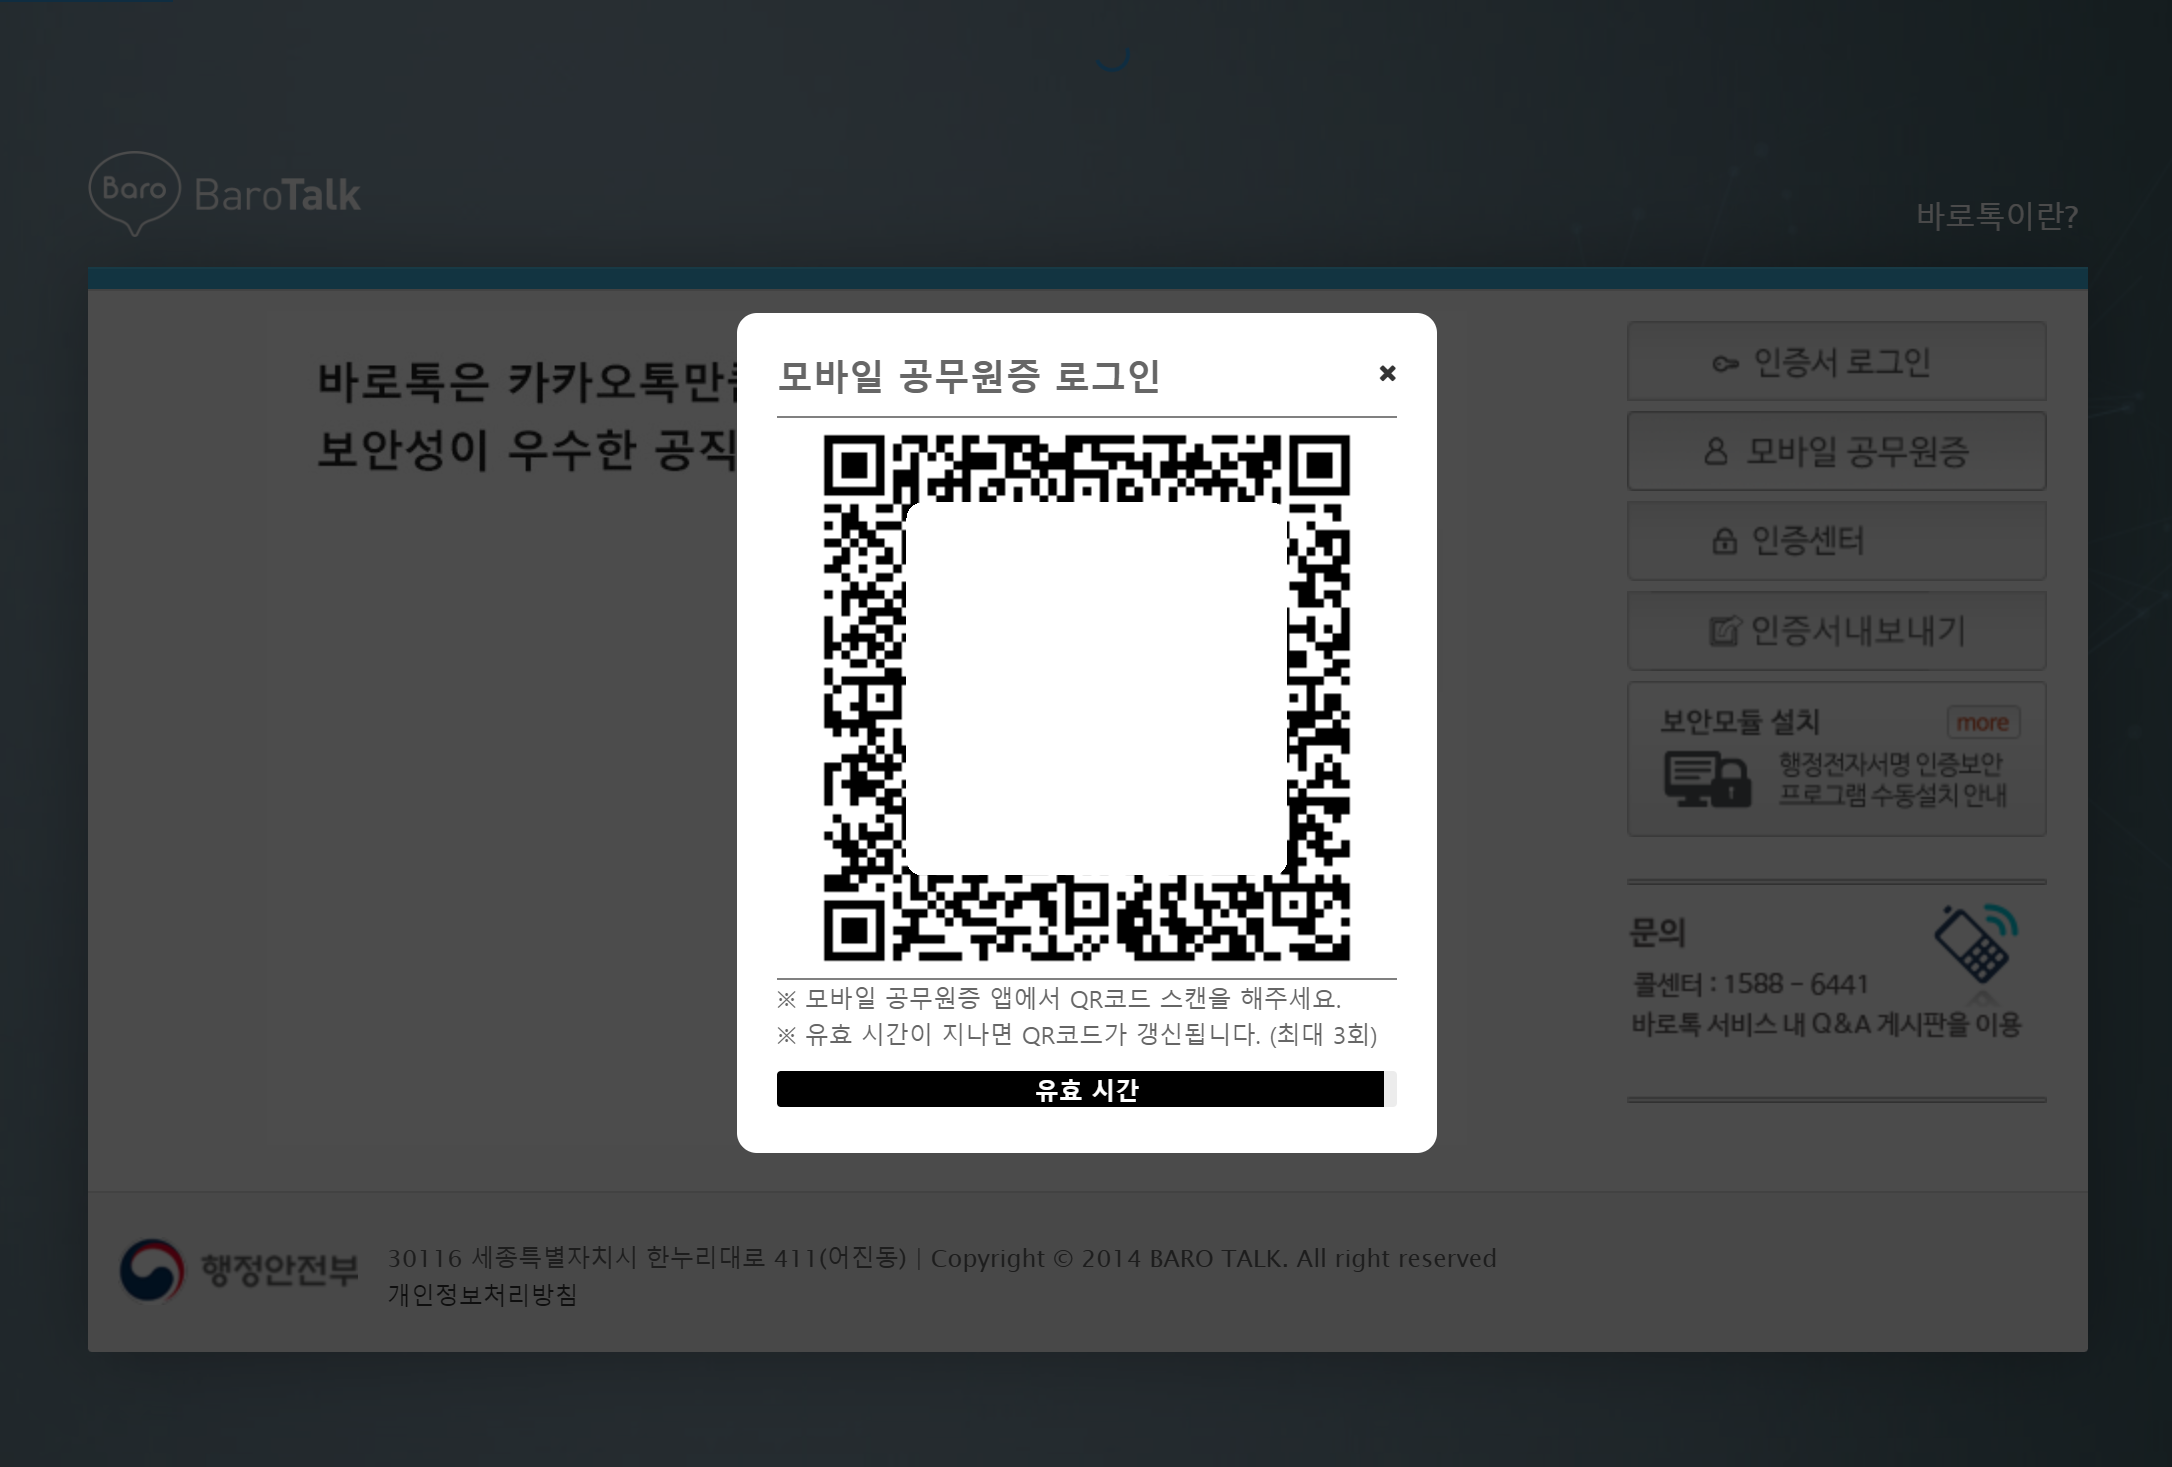 Baro BaroTalk
바로톡이란?
바로톡은 카카오톡만
보안성이 우수한 공직
모바일 공무원증 로그인
※ 모바일 공무원증 앱에서 QR코드 스캔을 해주세요.
※ 유효 시간이 지나면 QR코드가 갱신됩니다. (최대 3회)
유효 시간
인증서 로그인
모바일 공무원증
인증센터
인증서내보내기
보안모듈 설치 more
행정전자서명 인증보안
프로그램 수동설치 안내
문의
콜센터 : 1588 - 6441
바로톡 서비스 내 Q&A 게시판을 이용
행정안전부
30116 세종특별자치시 한누리대로 411(어진동) | Copyright © 2014 BARO TALK. All right reserved
개인정보처리방침